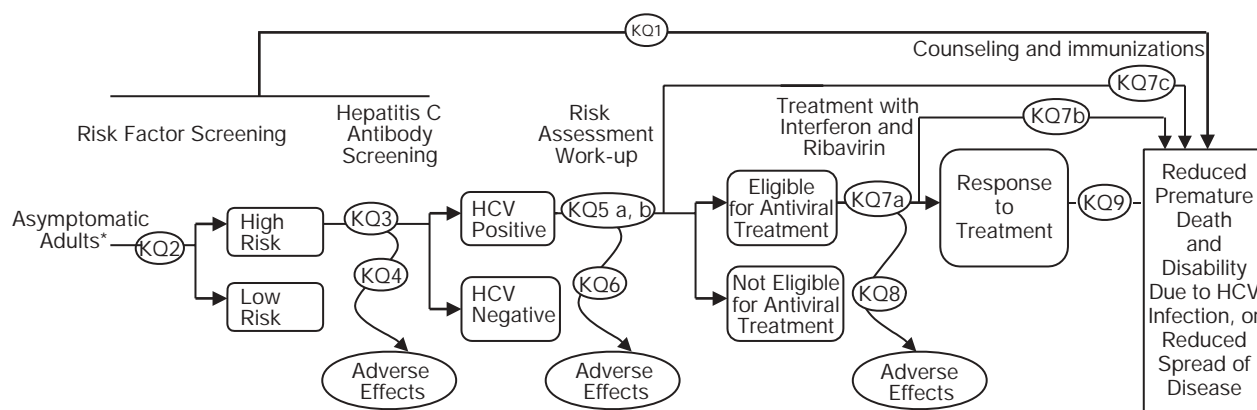 KQ1
Counseling and immunizations
KQ7c
Risk Factor Screening
Hepatitis C
Antibody
Screening
Risk
Assessment
Work-up
Treatment with
Interferon and
Ribavirin
KQ7b
Asymptomatic
Adults*
KQ2
High
Risk
Low
Risk
KQ3
KQ4
Adverse
Effects
HCV
Positive
HCV
Negative
KQ5 a, b
KQ6
Adverse
Effects
Eligible
for Antiviral
Treatment
Not Eligible
for Antiviral
Treatment
KQ7a
KQ8
Adverse
Effects
Response
to
Treatment
KQ9
Reduced
Premature
Death
and
Disability
Due to HCV
Infection, or
Reduced
Spread of
Disease